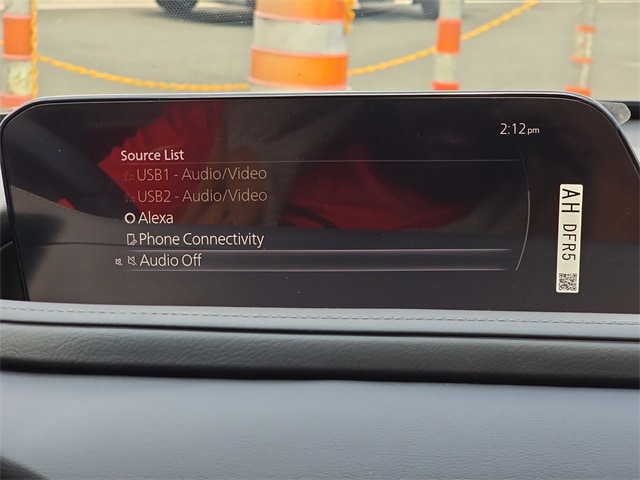 2:12pm
Source List
USB1 - Audio/Video
USB2 - Audio/Video
Alexa
Phone Connectivity
Audio Off
AH DFR5